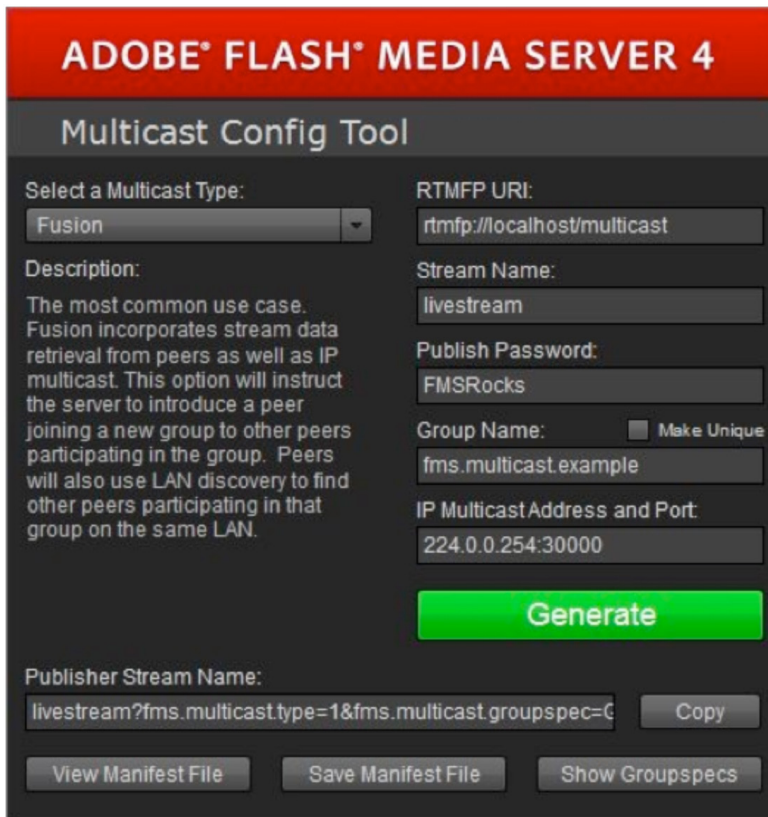 ADOBE® FLASH® MEDIA SERVER 4
Multicast Config Tool
Select a Multicast Type:
Fusion
Description:
The most common use case.
Fusion incorporates stream data
retrieval from peers as well as IP
multicast. This option will instruct
the server to introduce a peer
joining a new group to other peers
participating in the group. Peers
will also use LAN discovery to find
other peers participating in that
group on the same LAN.
RTMFP URI:
rtmfp://localhost/multicast
Stream Name:
livestream
Publish Password:
FMSRocks
Group Name:
Make Unique
fms.multicast.example
IP Multicast Address and Port:
224.0.0.254:30000
Generate
Publisher Stream Name:
livestream?fms.multicast.type=1&fms.multicast.groupspec=G
Copy
View Manifest File
Save Manifest File
Show Groupspecs